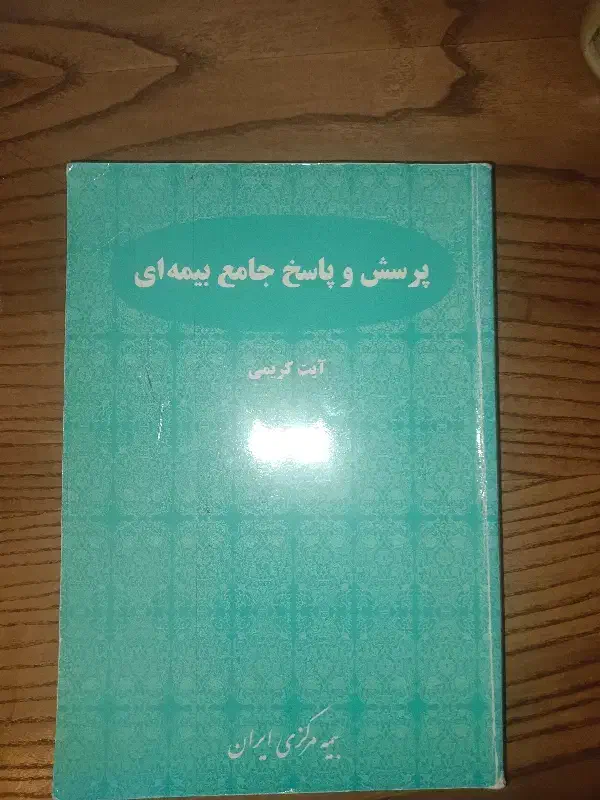 پرسش و پاسخ جامع بیمه‌ای
آیت کریمی
بیمه مرکزی ایران